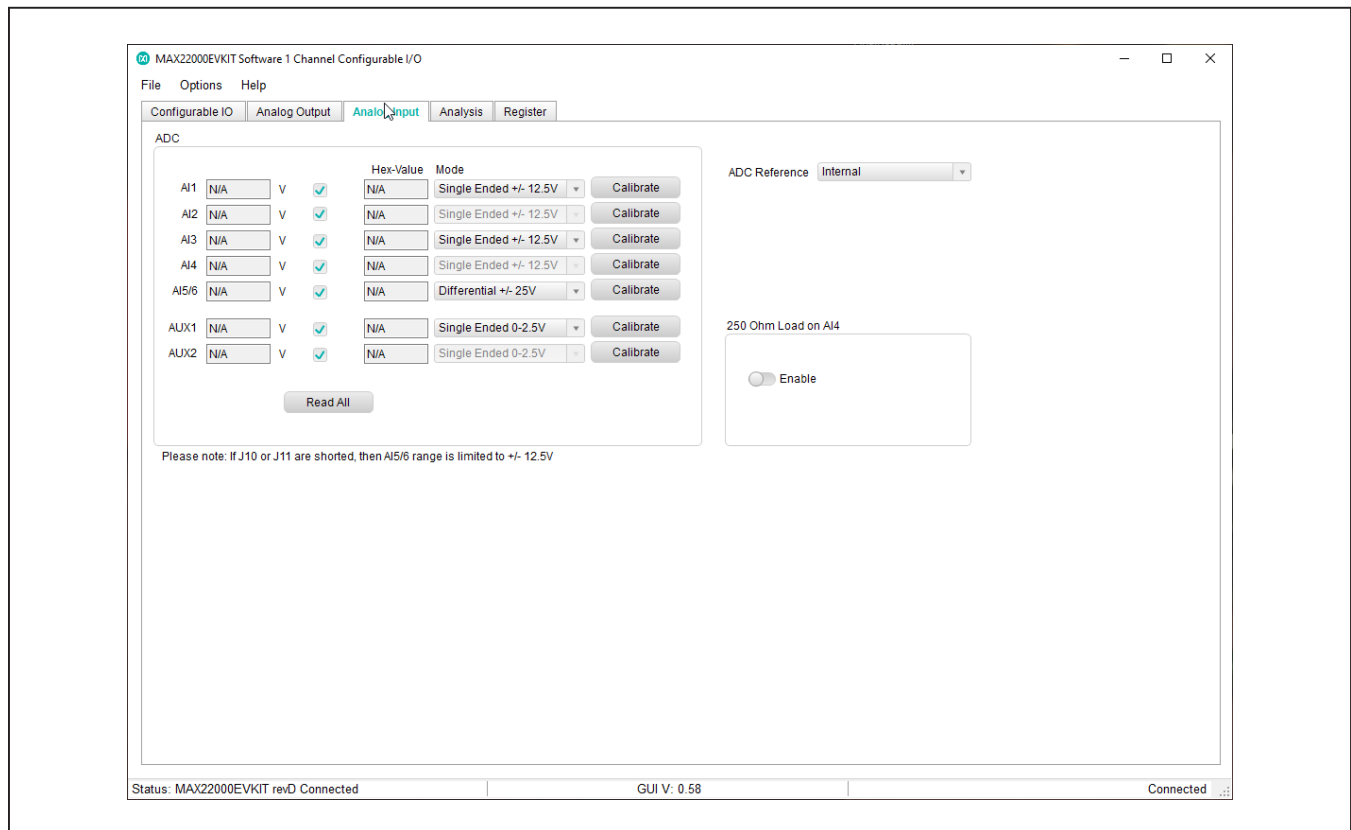 MAX22000EVKIT Software 1 Channel Configurable I/O
File Options Help
Configurable IO Analog Output Analog Input Analysis Register
ADC
Hex-Value Mode
AI1 N/A V N/A Single Ended +/- 12.5V Calibrate
AI2 N/A V N/A Single Ended +/- 12.5V Calibrate
AI3 N/A V N/A Single Ended +/- 12.5V Calibrate
AI4 N/A V N/A Single Ended +/- 12.5V Calibrate
AI5/6 N/A V N/A Differential +/- 25V Calibrate
AUX1 N/A V N/A Single Ended 0-2.5V Calibrate
AUX2 N/A V N/A Single Ended 0-2.5V Calibrate
Read All
Please note: If J10 or J11 are shorted, then AI5/6 range is limited to +/- 12.5V
ADC Reference Internal
250 Ohm Load on AI4
Enable
Status: MAX22000EVKIT revD Connected GUI V: 0.58 Connected